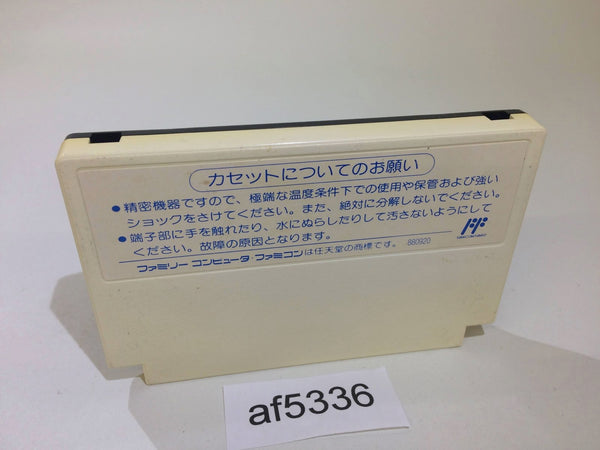 カセットについてのお願い
●精密機器ですので、極端な温度条件下での使用や保管および強い
ショックをさけてください。また、絶対に分解しないでください。
●端子部に手を触れたり、水にぬらしたりして汚さないようにして
ください。故障の原因となります。
880920
ファミリー コンピュータ・ファミコンは任天堂の商標です。
af5336